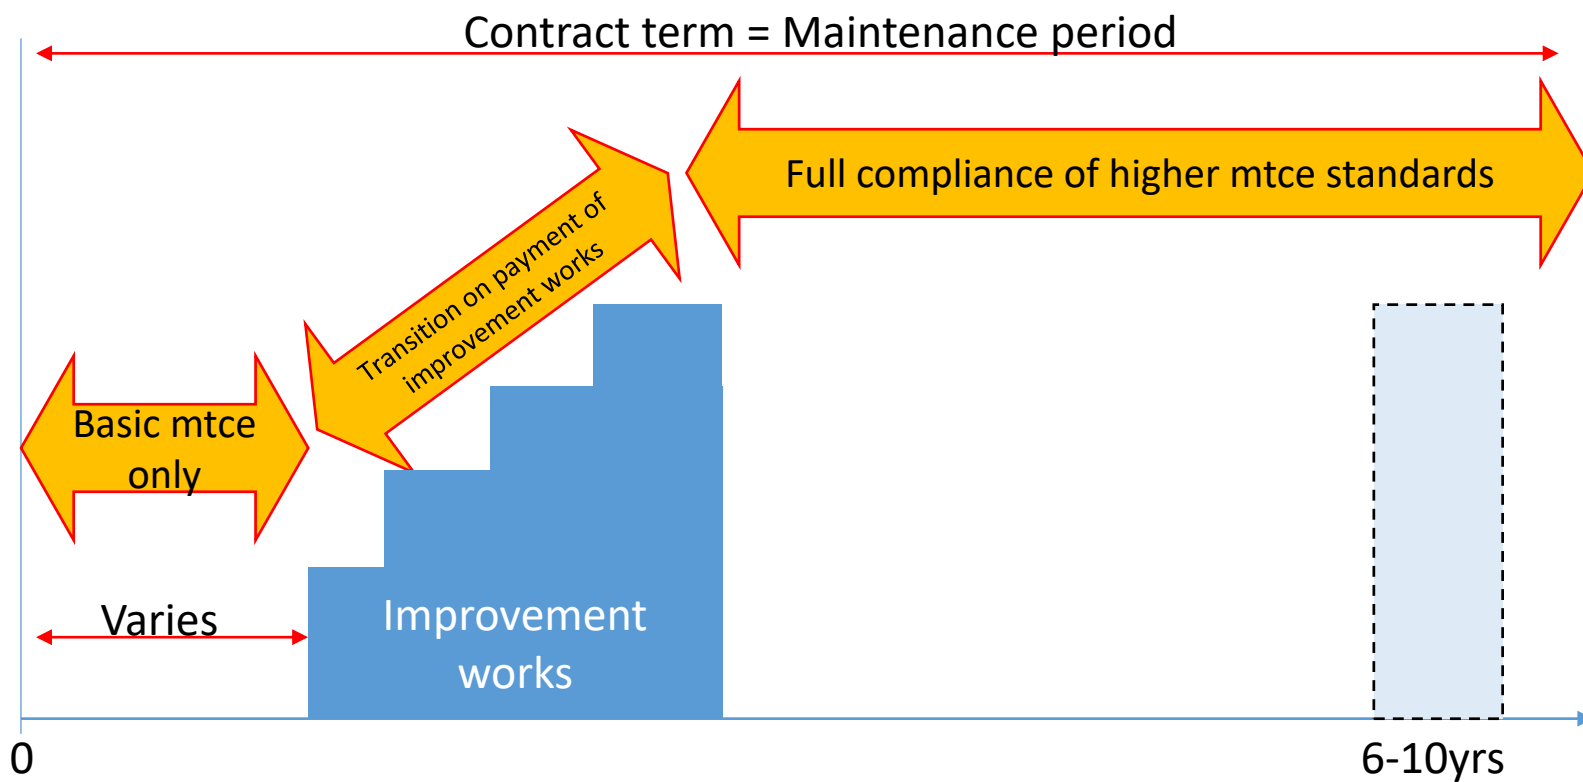 Contract term = Maintenance period
Full compliance of higher mtce standards
Transition on payment of
improvement works
Basic mtce
only
Varies
Improvement
works
0
6-10yrs